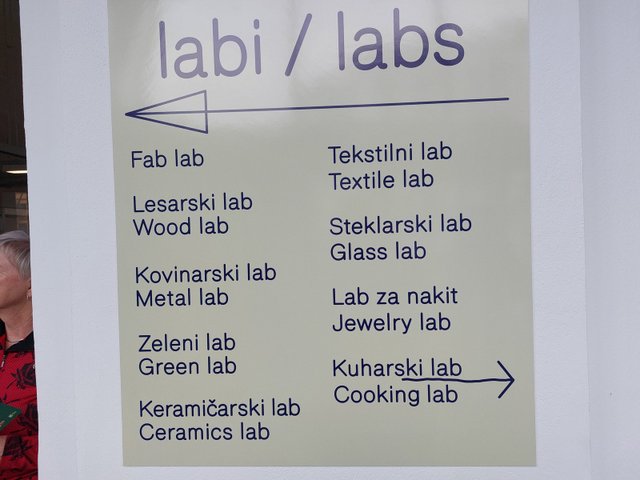 labi / labs
Fab lab
Lesarski lab
Wood lab
Kovinarski lab
Metal lab
Zeleni lab
Green lab
Keramičarski lab
Ceramics lab
Tekstilni lab
Textile lab
Steklarski lab
Glass lab
Lab za nakit
Jewelry lab
Kuharski lab
Cooking lab